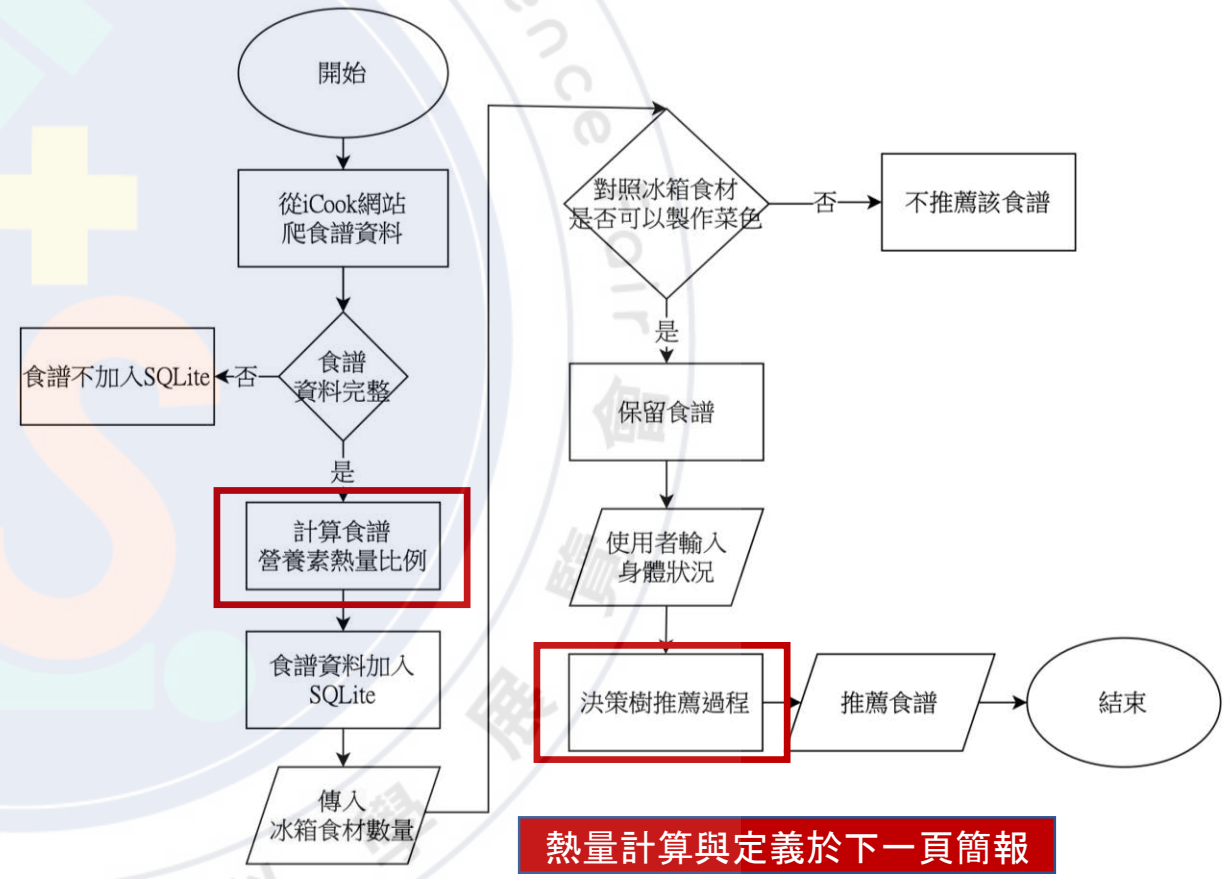 開始
從iCook網站
爬食譜資料
食譜
資料完整
否
食譜不加入SQLite
是
計算食譜
營養素熱量比例
食譜資料加入
SQLite
傳入
冰箱食材數量
對照冰箱食材
是否可以製作菜色
否
不推薦該食譜
是
保留食譜
使用者輸入
身體狀況
決策樹推薦過程
推薦食譜
結束
熱量計算與定義於下一頁簡報